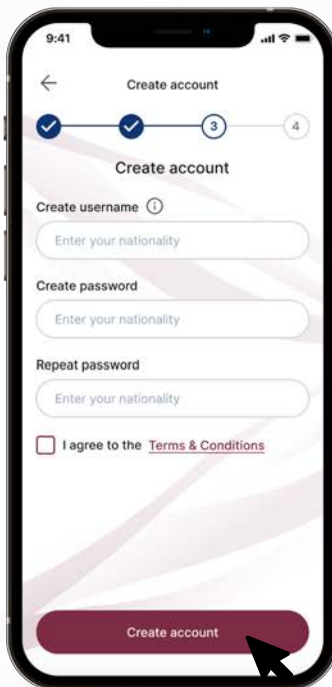 9:41
Create account
3
4
Create account
Create username
Enter your nationality
Create password
Enter your nationality
Repeat password
Enter your nationality
I agree to the Terms & Conditions
Create account